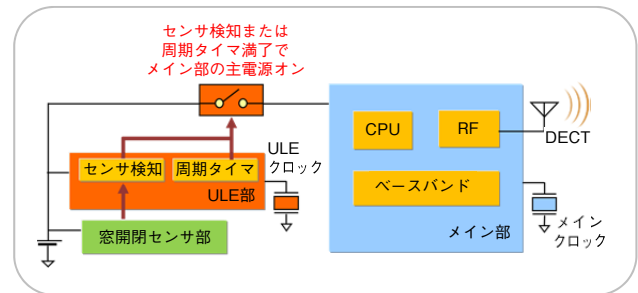 センサ検知または
周期タイマ満了で
メイン部の主電源オン
CPU
RF
DECT
ULE
クロック
センサ検知
周期タイマ
ULE部
ベースバンド
窓開閉センサ部
メイン部
メイン
クロック